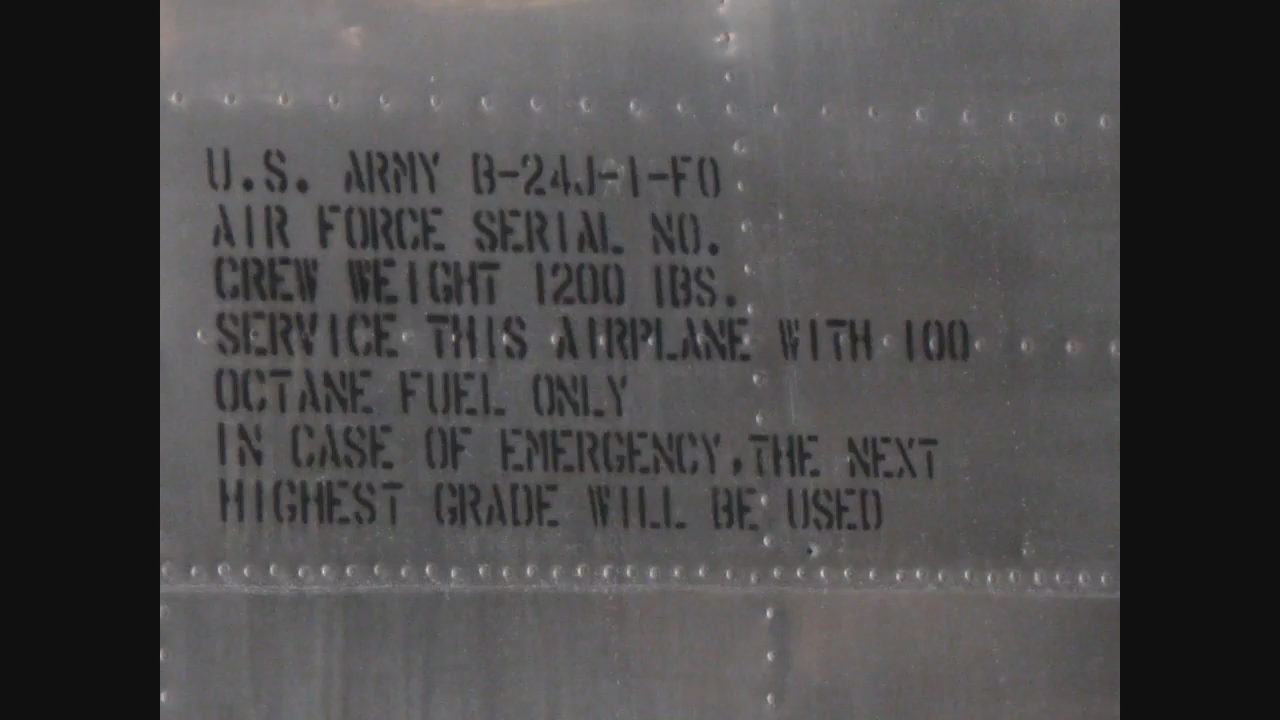 U.S. ARMY B-24J-1-FO
AIR FORCE SERIAL NO.
CREW WEIGHT 1200 IBS.
SERVICE THIS AIRPLANE WITH 100
OCTANE FUEL ONLY
IN CASE OF EMERGENCY, THE NEXT
HIGHEST GRADE WILL BE USED